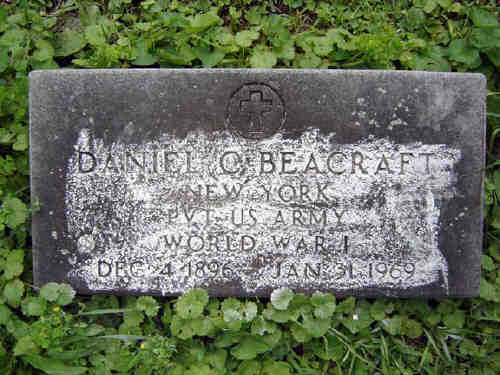 DANIEL C BEACRAFT
NEW YORK
PVT US ARMY
WORLD WAR I
DEC 4 1896 JAN 31 1969